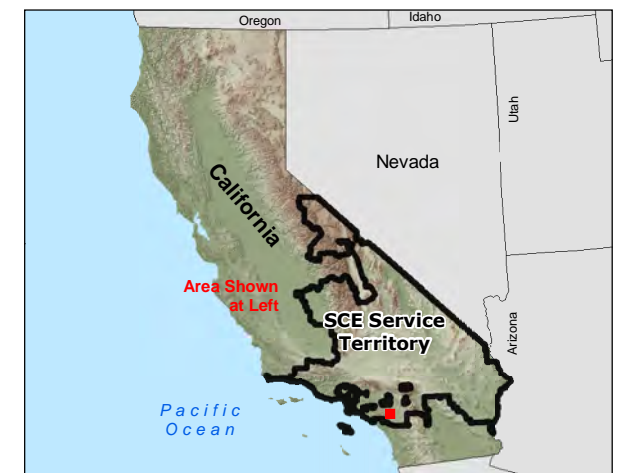 Oregon
Idaho
Utah
Nevada
California
Area Shown
at Left
SCE Service
Territory
Arizona
Pacific
Ocean